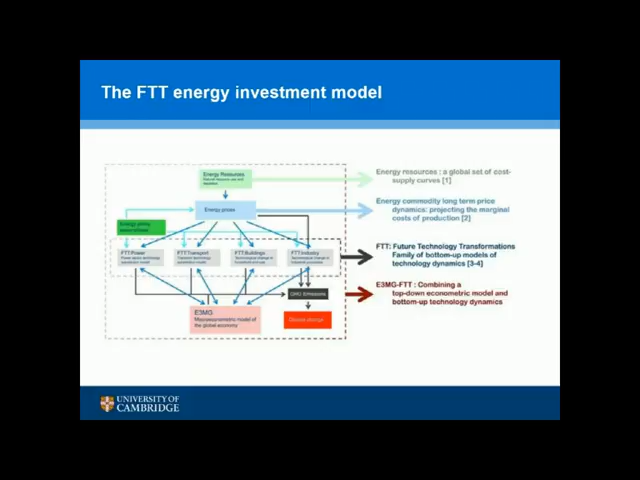 The FTT energy investment model
Energy Resources
Energy prices
FTT:Power
FTT:Transport
FTT:Buildings
FTT:Industry
GHG Emissions
E3MG
Macroeconometric model of
the global economy
Climate change
Energy resources : a global set of cost-
supply curves [1]
Energy commodity long term price
dynamics: projecting the marginal
costs of production [2]
FTT: Future Technology Transformations
Family of bottom-up models of
technology dynamics [3-4]
E3MG-FTT : Combining a
top-down econometric model and
bottom-up technology dynamics
UNIVERSITY OF
CAMBRIDGE